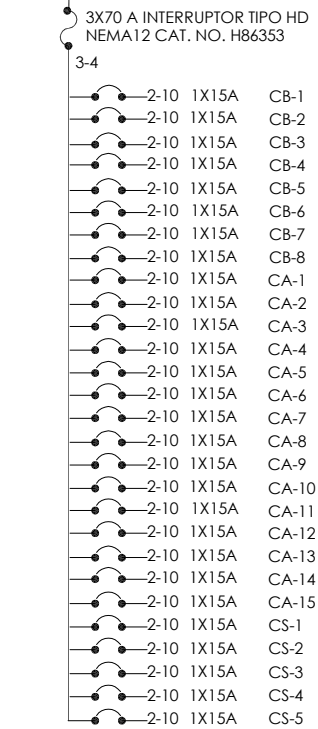 3X70 A INTERRUPTOR TIPO HD
NEMA12 CAT. NO. H86353
3-4
2-10 1X15A CB-1
2-10 1X15A CB-2
2-10 1X15A CB-3
2-10 1X15A CB-4
2-10 1X15A CB-5
2-10 1X15A CB-6
2-10 1X15A CB-7
2-10 1X15A CB-8
2-10 1X15A CA-1
2-10 1X15A CA-2
2-10 1X15A CA-3
2-10 1X15A CA-4
2-10 1X15A CA-5
2-10 1X15A CA-6
2-10 1X15A CA-7
2-10 1X15A CA-8
2-10 1X15A CA-9
2-10 1X15A CA-10
2-10 1X15A CA-11
2-10 1X15A CA-12
2-10 1X15A CA-13
2-10 1X15A CA-14
2-10 1X15A CA-15
2-10 1X15A CS-1
2-10 1X15A CS-2
2-10 1X15A CS-3
2-10 1X15A CS-4
2-10 1X15A CS-5